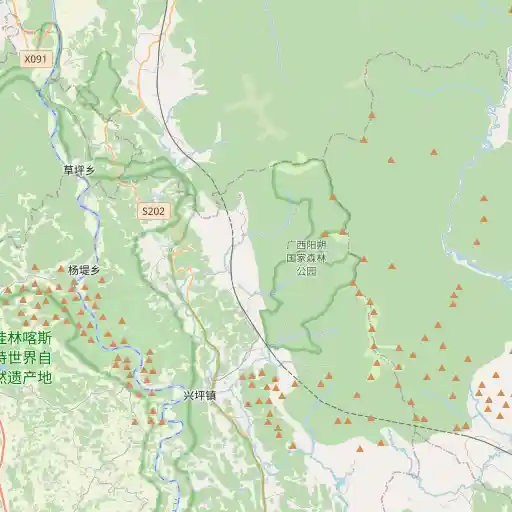 X091
草坪乡
S202
广西阳朔
国家森林
公园
杨堤乡
桂林喀斯
特世界自
然遗产地
兴坪镇